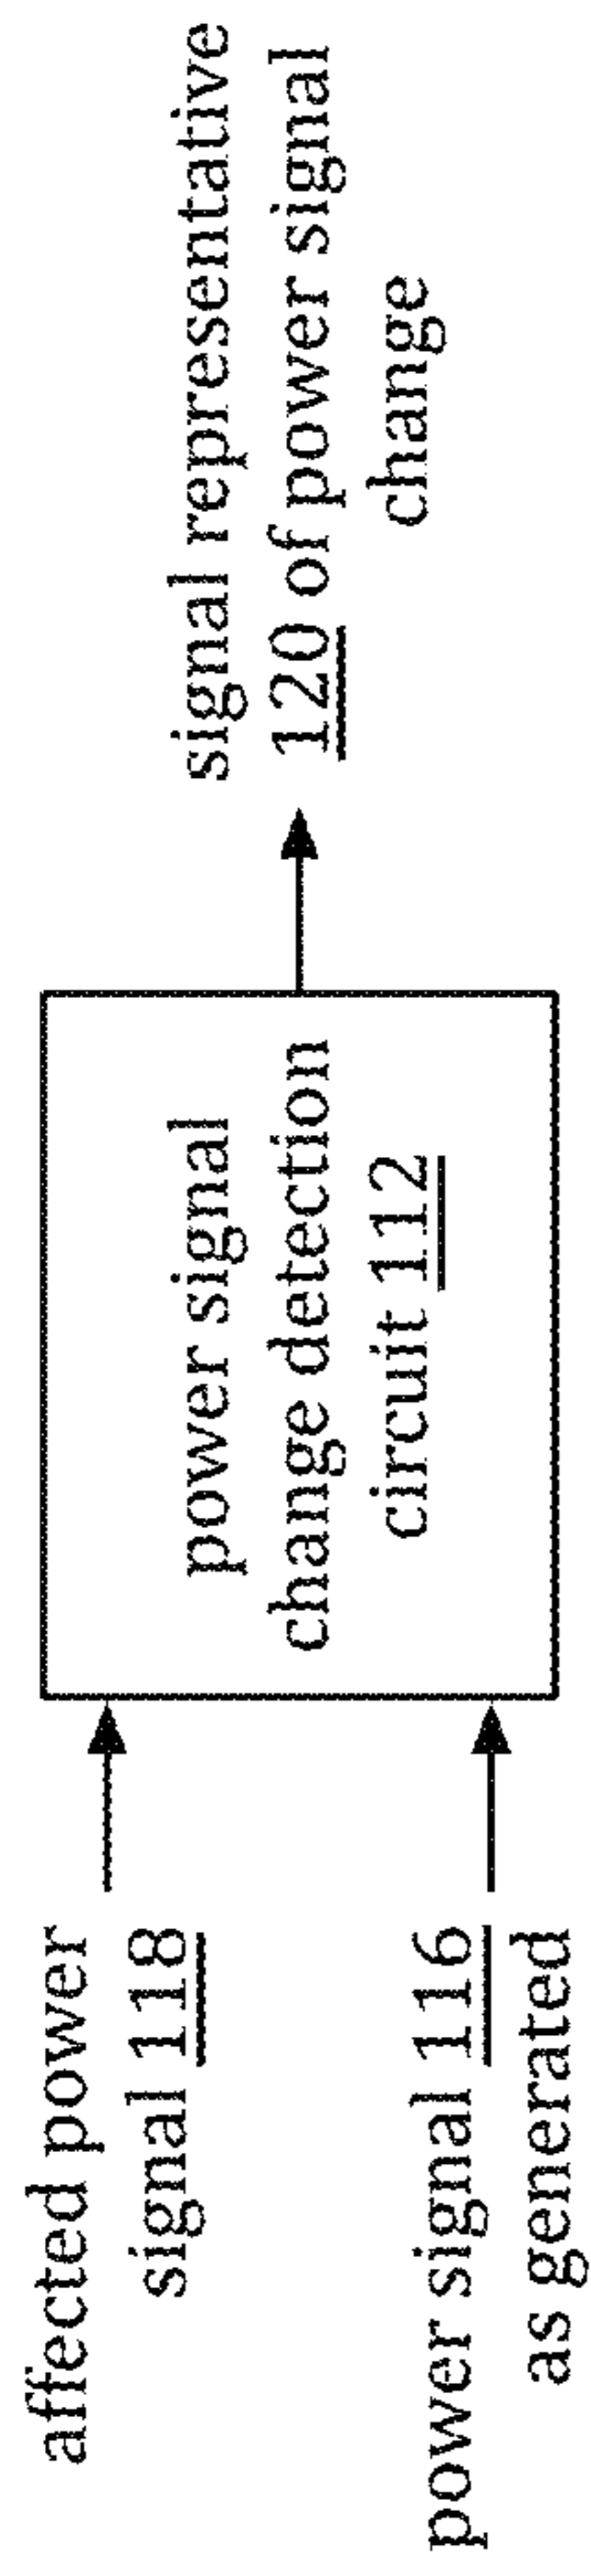 affected power
signal 118
power signal 116
as generated
power signal
change detection
circuit 112
signal representative
120 of power signal
change